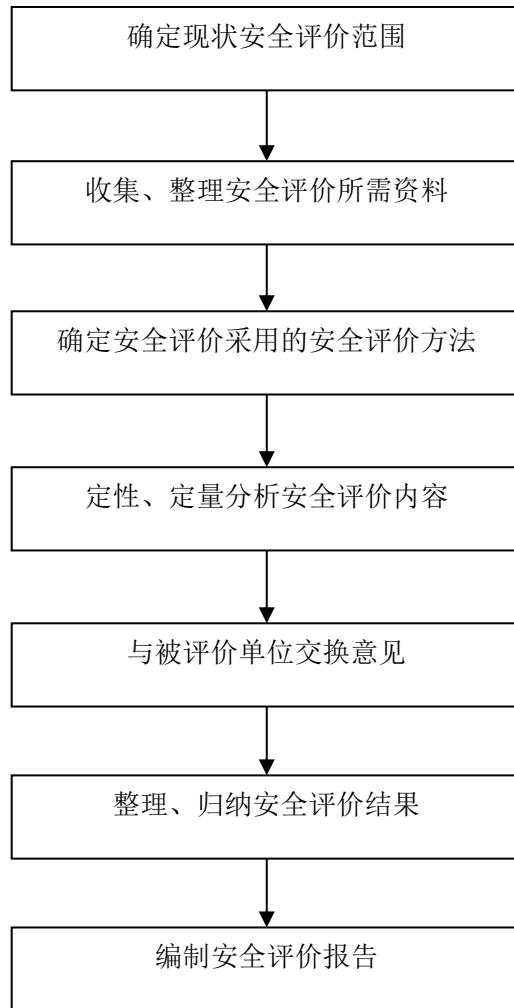 确定现状安全评价范围
收集、整理安全评价所需资料
确定安全评价采用的安全评价方法
定性、定量分析安全评价内容
与被评价单位交换意见
整理、归纳安全评价结果
编制安全评价报告